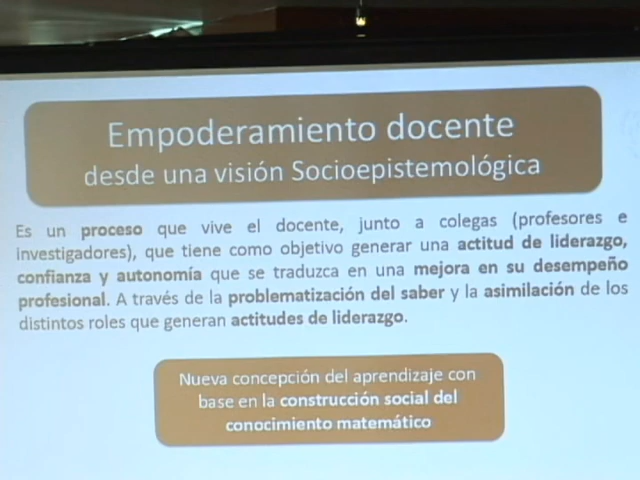 Empoderamiento docente
desde una visión Socioepistemológica
Es un proceso que vive el docente, junto a colegas (profesores e
investigadores), que tiene como objetivo generar una actitud de liderazgo,
confianza y autonomía que se traduzca en una mejora en su desempeño
profesional. A través de la problematización del saber y la asimilación de los
distintos roles que generan actitudes de liderazgo.
Nueva concepción del aprendizaje con
base en la construcción social del
conocimiento matemático